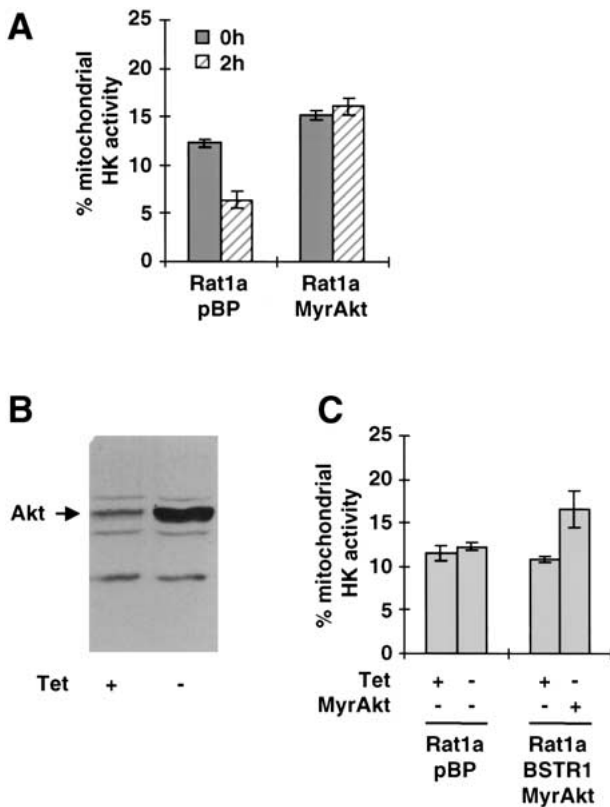 A
0h
2h
% mitochondrial
HK activity
25
20
15
10
5
0
Rat1a
pBP
Rat1a
MyrAkt
B
Akt
Tet + -
C
% mitochondrial
HK activity
25
20
15
10
5
0
Tet + - + -
MyrAkt - - - +
Rat1a
pBP
Rat1a
BSTR1
MyrAkt